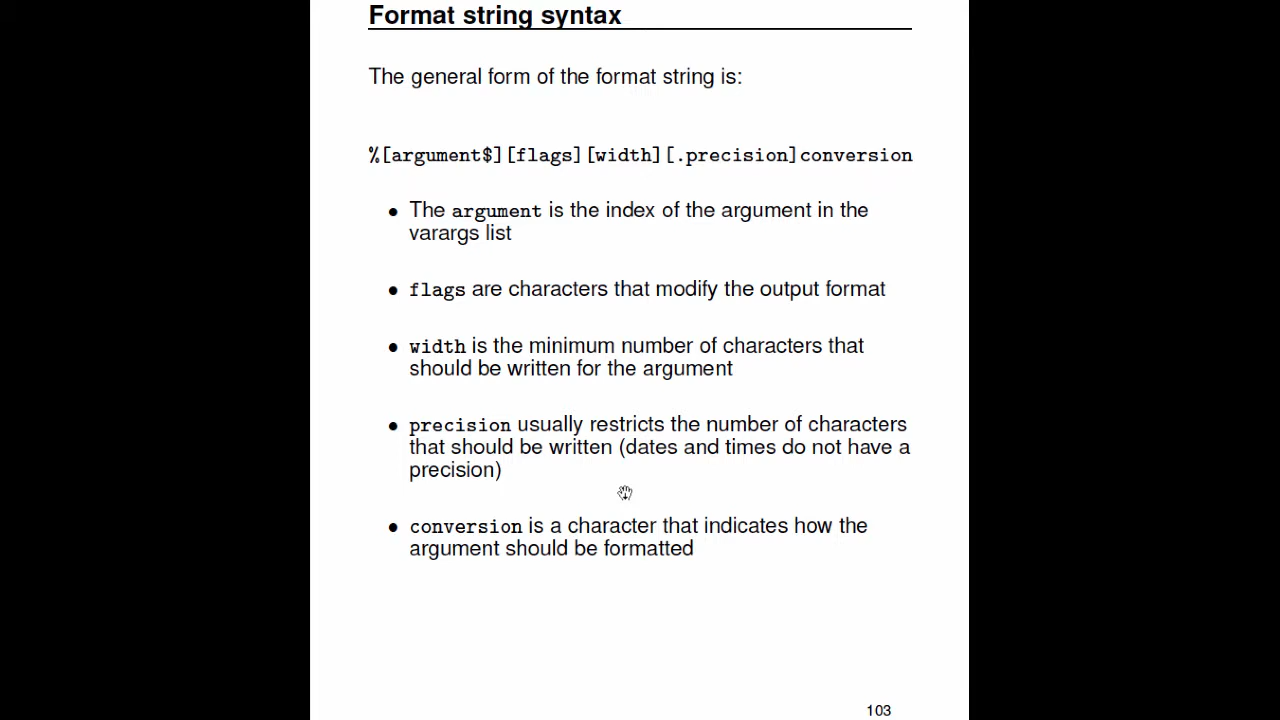 Format string syntax
The general form of the format string is:
%[argument$][flags][width][.precision]conversion
• The argument is the index of the argument in the
varargs list
• flags are characters that modify the output format
• width is the minimum number of characters that
should be written for the argument
• precision usually restricts the number of characters
that should be written (dates and times do not have a
precision)
• conversion is a character that indicates how the
argument should be formatted
103